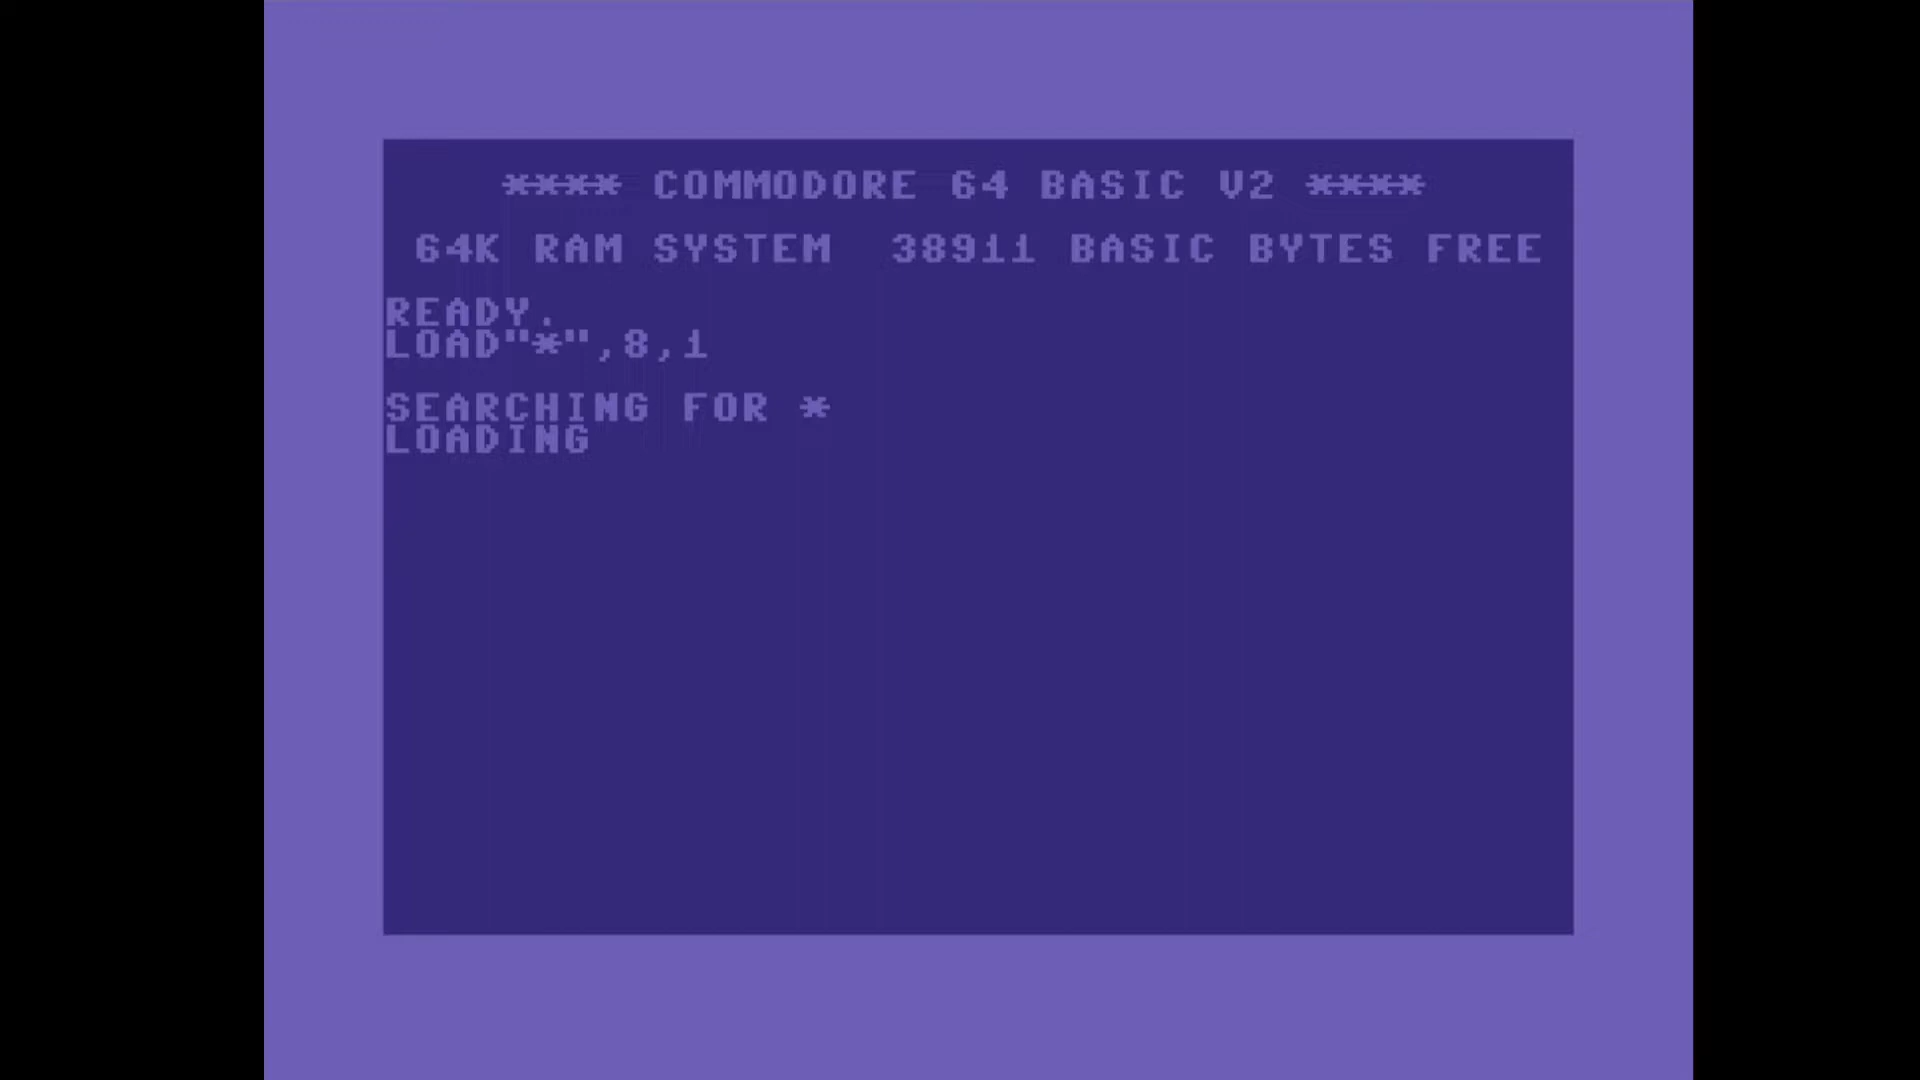 **** COMMODORE 64 BASIC V2 ****
64K RAM SYSTEM  38911 BASIC BYTES FREE
READY.
LOAD"*",8,1
SEARCHING FOR *
LOADING